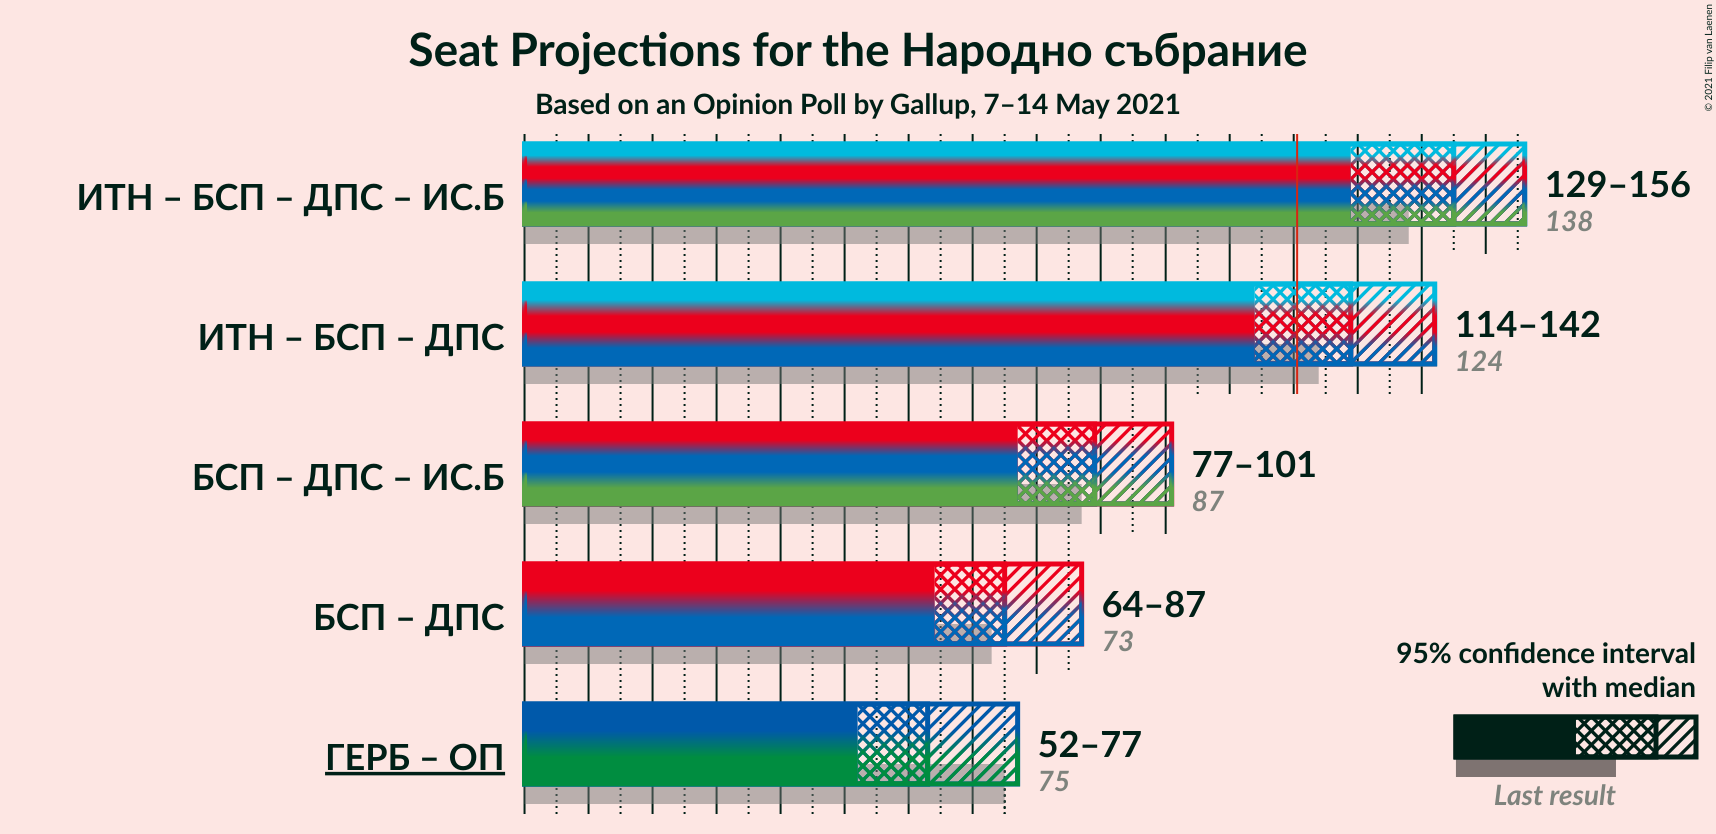 Seat Projections for the Народно събрание
Based on an Opinion Poll by Gallup, 7–14 May 2021
© 2021 Filip van Laenen
ИТН – БСП – ДПС – ИС.Б
129–156
138
ИТН – БСП – ДПС
114–142
124
БСП – ДПС – ИС.Б
77–101
87
БСП – ДПС
64–87
73
ГЕРБ – ОП
52–77
75
95% confidence interval
with median
Last result